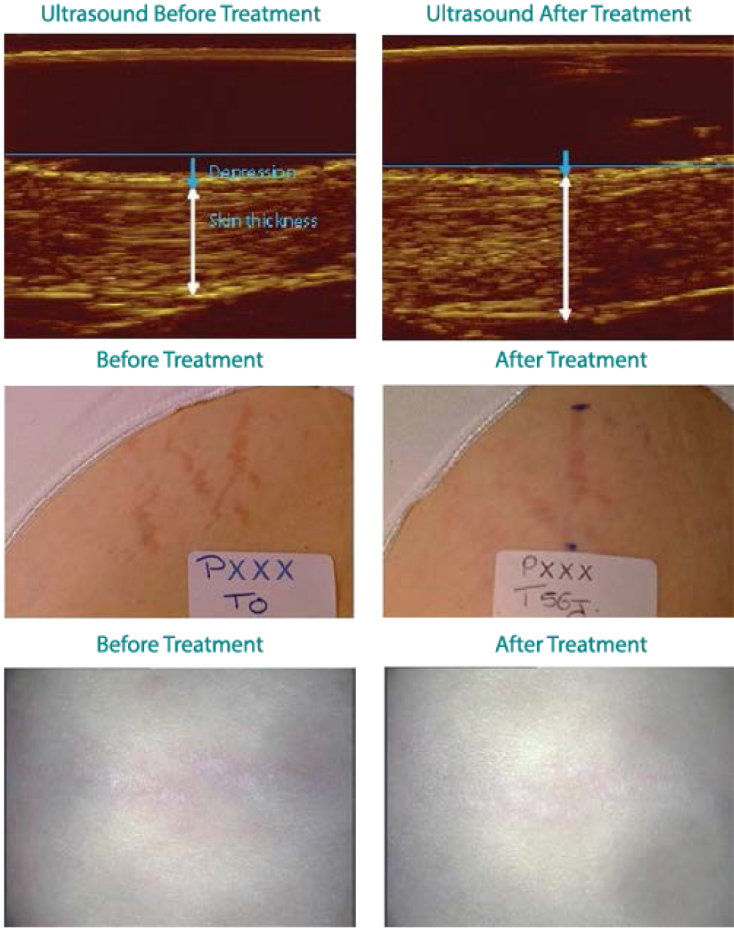 Ultrasound Before Treatment
Ultrasound After Treatment
Depression
Skin thickness
Before Treatment
After Treatment
PXXX
T0
PXXX
T56J.
Before Treatment
After Treatment